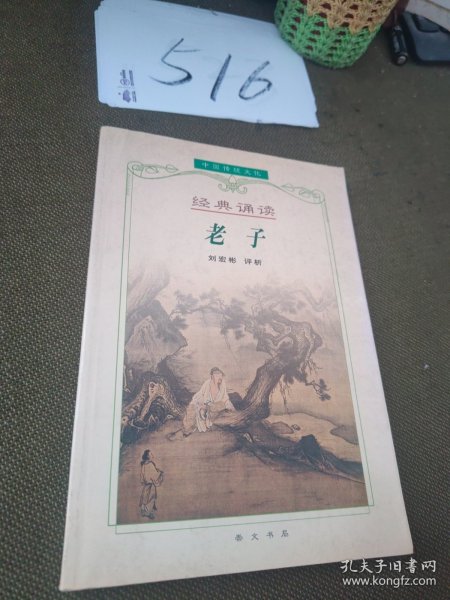 516
中国传统文化
经典诵读
老子
刘宏彬 评析
崇文书局
孔夫子旧书网
www.kongfz.com